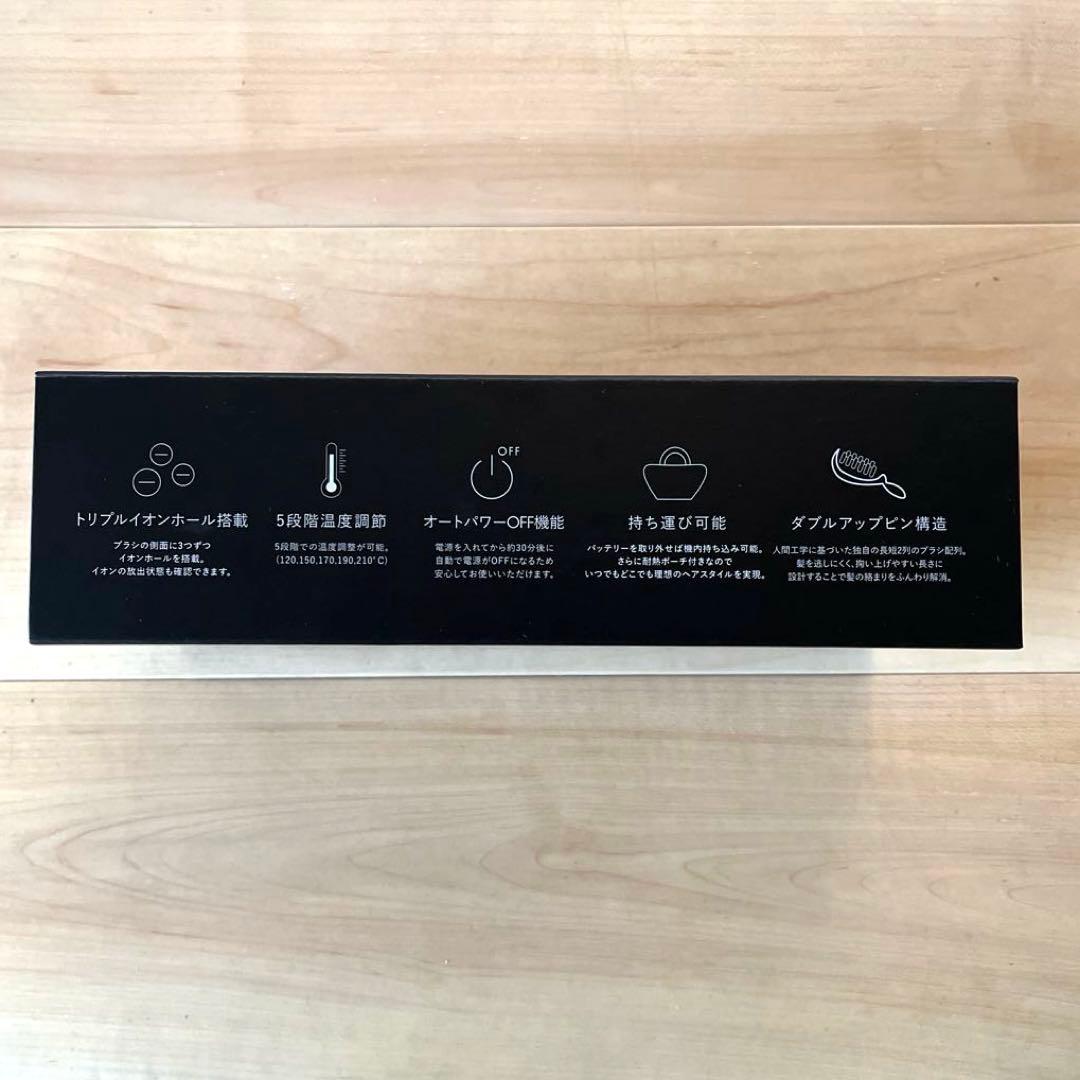 トリプルイオンホール搭載
ブラシの側面に3つずつ
イオンホールを搭載。
イオンの放出状態も確認できます。
5段階温度調節
5段階での温度調整が可能。
(120,150,170,190,210°C)
OFF
オートパワーOFF機能
電源を入れてから約30分後に
自動で電源がOFFになるため
安心してお使いいただけます。
持ち運び可能
バッテリーを取り外せば機内持ち込み可能。
さらに耐熱ポーチ付きなので
いつでもどこでも理想のヘアスタイルを実現。
ダブルアップピン構造
人間工学に基づいた独自の長短2列のブラシ配列。
髪を逃しにくく、掬い上げやすい長さに
設計することで髪の絡まりをふんわり解消。